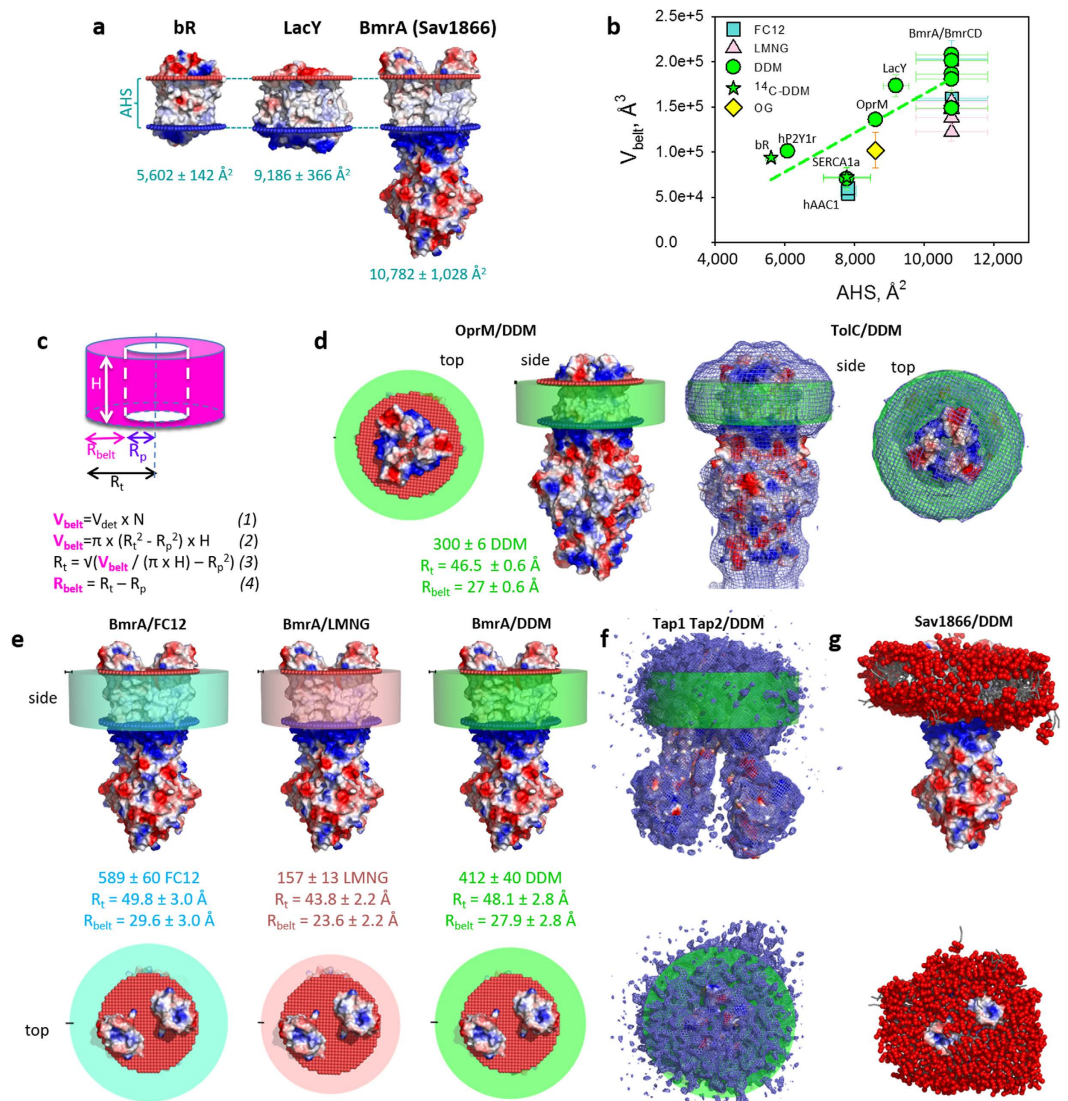 a
bR
LacY
BmrA (Sav1866)
AHS
5,602 ± 142 Å²
9,186 ± 366 Å²
10,782 ± 1,028 Å²
b
V_belt, Å³
2.5e+5
2.0e+5
1.5e+5
1.0e+5
5.0e+4
0.0
FC12
LMNG
DDM
¹⁴C-DDM
OG
BmrA/BmrCD
LacY
OprM
bR
hP2Y1r
SERCA1a
hAAC1
4,000
6,000
8,000
10,000
12,000
AHS, Å²
c
H
R_belt
R_p
R_t
V_belt=V_det x N (1)
V_belt=π x (R_t² - R_p²) x H (2)
R_t = √(V_belt / (π x H) – R_p²) (3)
R_belt = R_t – R_p (4)
d
OprM/DDM
top
side
300 ± 6 DDM
R_t = 46.5 ± 0.6 Å
R_belt = 27 ± 0.6 Å
TolC/DDM
side
top
e
BmrA/FC12
BmrA/LMNG
BmrA/DDM
side
589 ± 60 FC12
R_t = 49.8 ± 3.0 Å
R_belt = 29.6 ± 3.0 Å
157 ± 13 LMNG
R_t = 43.8 ± 2.2 Å
R_belt = 23.6 ± 2.2 Å
412 ± 40 DDM
R_t = 48.1 ± 2.8 Å
R_belt = 27.9 ± 2.8 Å
top
f
Tap1 Tap2/DDM
g
Sav1866/DDM